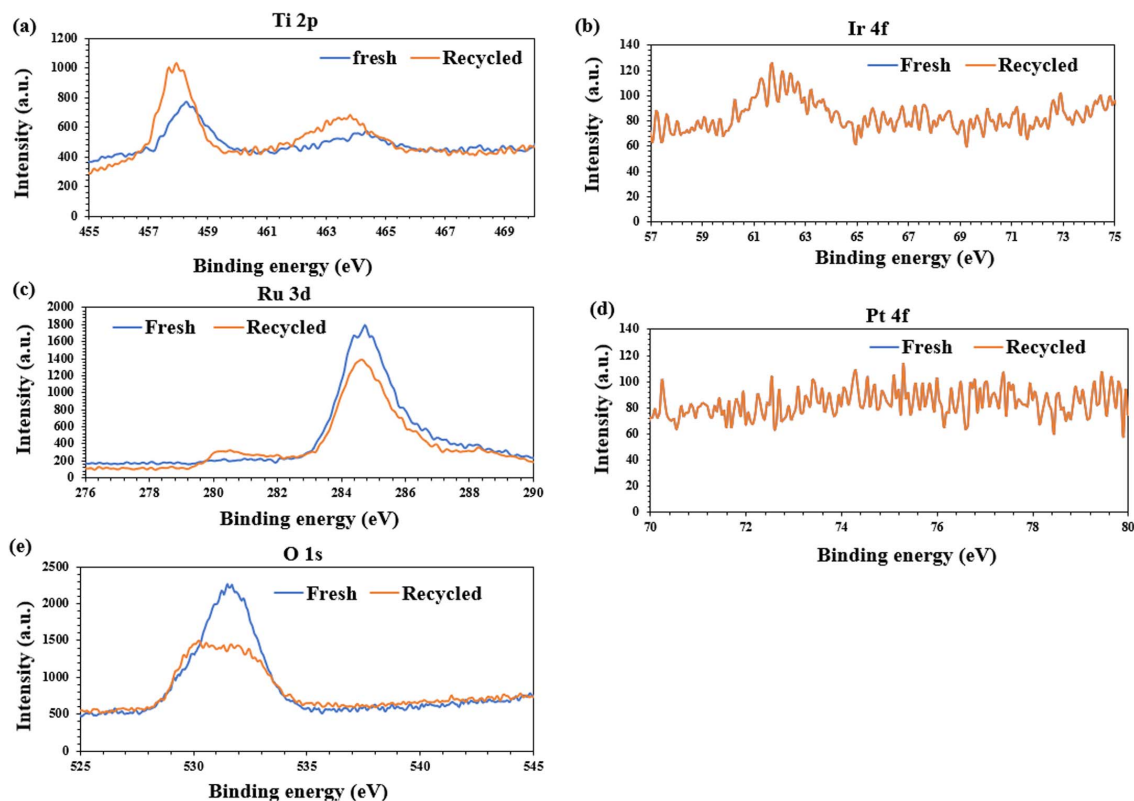 (a)
Ti 2p
fresh Recycled
Intensity (a.u.)
1200
1000
800
600
400
200
0
455 457 459 461 463 465 467 469
Binding energy (eV)
(b)
Ir 4f
Fresh Recycled
Intensity (a.u.)
140
120
100
80
60
40
20
0
57 59 61 63 65 67 69 71 73 75
Binding energy (eV)
(c)
Ru 3d
Fresh Recycled
Intensity (a.u.)
2000
1800
1600
1400
1200
1000
800
600
400
200
0
276 278 280 282 284 286 288 290
Binding energy (eV)
(d)
Pt 4f
Fresh Recycled
Intensity (a.u.)
140
120
100
80
60
40
20
0
70 72 74 76 78 80
Binding energy (eV)
(e)
O 1s
Fresh Recycled
Intensity (a.u.)
2500
2000
1500
1000
500
0
525 530 535 540 545
Binding energy (eV)